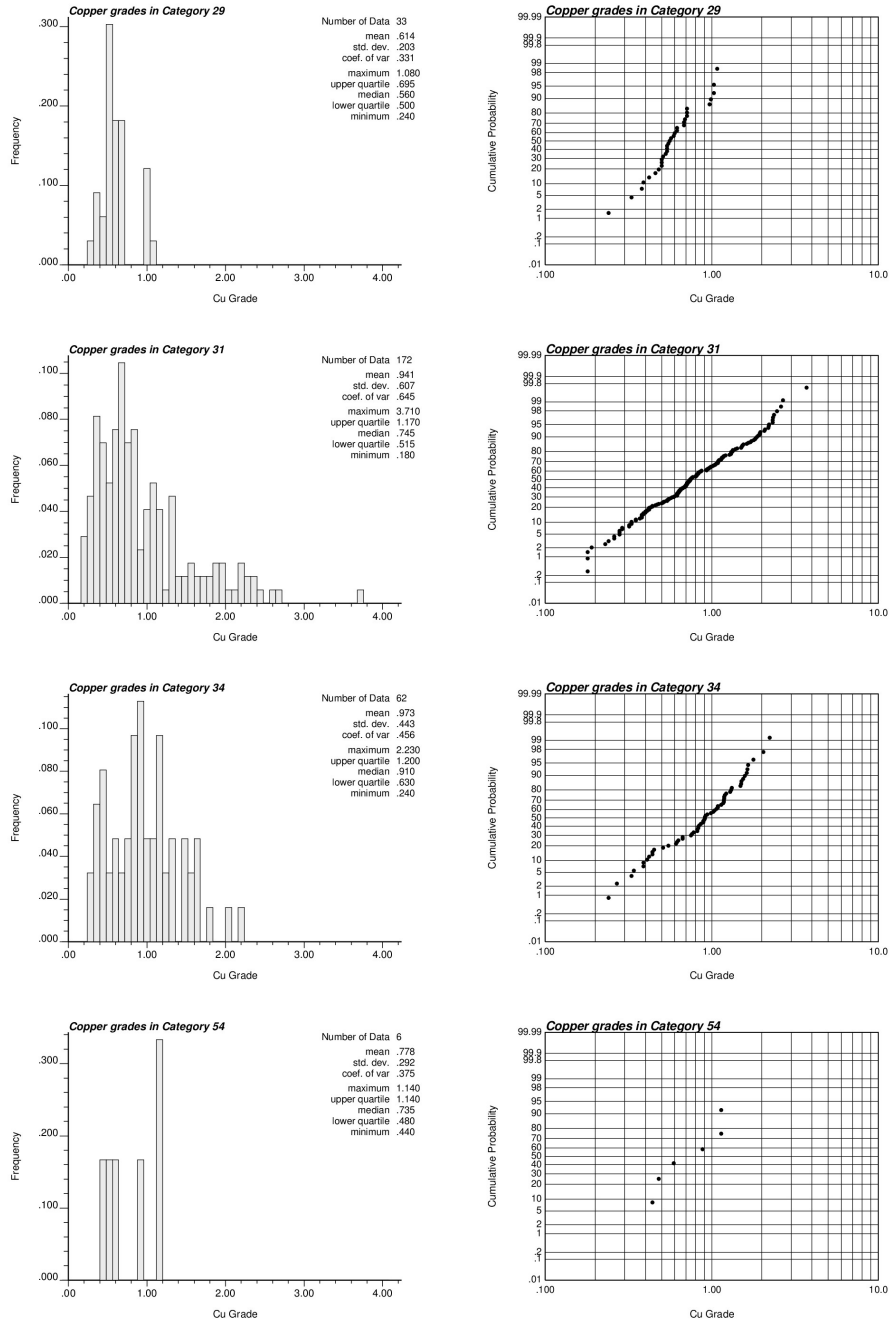 Copper grades in Category 29
Number of Data 33
mean .614
std. dev. .203
coef. of var .331
maximum 1.080
upper quartile .695
median .560
lower quartile .500
minimum .240
Frequency
.300
.200
.100
.000
.00 1.00 2.00 3.00 4.00
Cu Grade
Copper grades in Category 29
Cumulative Probability
99.99
99.9
99.8
99
98
95
90
80
70
60
50
40
30
20
10
5
2
1
.2
.1
.01
.100 1.00 10.0
Cu Grade
Copper grades in Category 31
Number of Data 172
mean .941
std. dev. .607
coef. of var .645
maximum 3.710
upper quartile 1.170
median .745
lower quartile .515
minimum .180
Frequency
.100
.080
.060
.040
.020
.000
.00 1.00 2.00 3.00 4.00
Cu Grade
Copper grades in Category 31
Cumulative Probability
99.99
99.9
99.8
99
98
95
90
80
70
60
50
40
30
20
10
5
2
1
.2
.1
.01
.100 1.00 10.0
Cu Grade
Copper grades in Category 34
Number of Data 62
mean .973
std. dev. .443
coef. of var .456
maximum 2.230
upper quartile 1.200
median .910
lower quartile .630
minimum .240
Frequency
.100
.080
.060
.040
.020
.000
.00 1.00 2.00 3.00 4.00
Cu Grade
Copper grades in Category 34
Cumulative Probability
99.99
99.9
99.8
99
98
95
90
80
70
60
50
40
30
20
10
5
2
1
.2
.1
.01
.100 1.00 10.0
Cu Grade
Copper grades in Category 54
Number of Data 6
mean .778
std. dev. .292
coef. of var .375
maximum 1.140
upper quartile 1.140
median .735
lower quartile .480
minimum .440
Frequency
.300
.200
.100
.000
.00 1.00 2.00 3.00 4.00
Cu Grade
Copper grades in Category 54
Cumulative Probability
99.99
99.9
99.8
99
98
95
90
80
70
60
50
40
30
20
10
5
2
1
.2
.1
.01
.100 1.00 10.0
Cu Grade